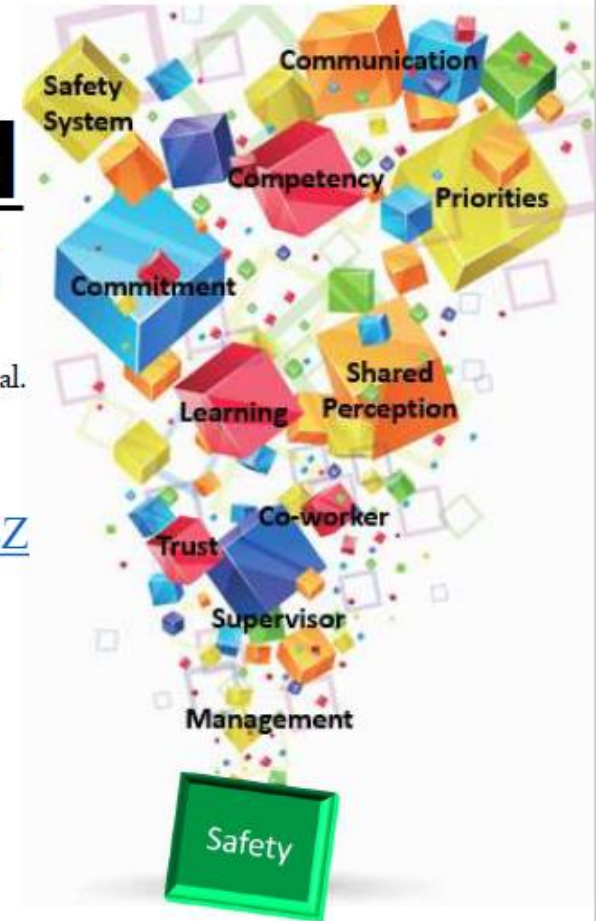 Communication
Safety
System
Competency
Priorities
Commitment
al.
Shared
Perception
Learning
Z
Co-worker
Trust
Supervisor
Management
Safety